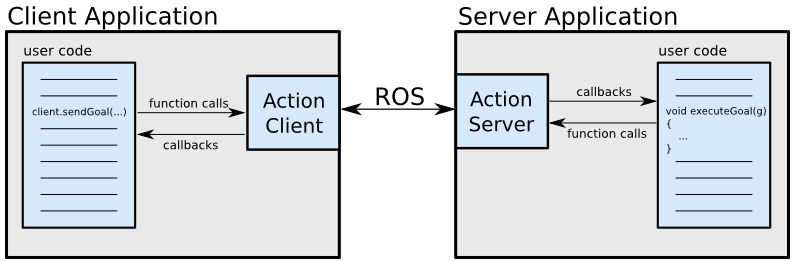 Client Application
user code
client.sendGoal(...)
function calls
callbacks
Action
Client
ROS
Server Application
Action
Server
callbacks
function calls
user code
void executeGoal(g)
{
...
}